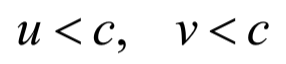 u < c, v < c